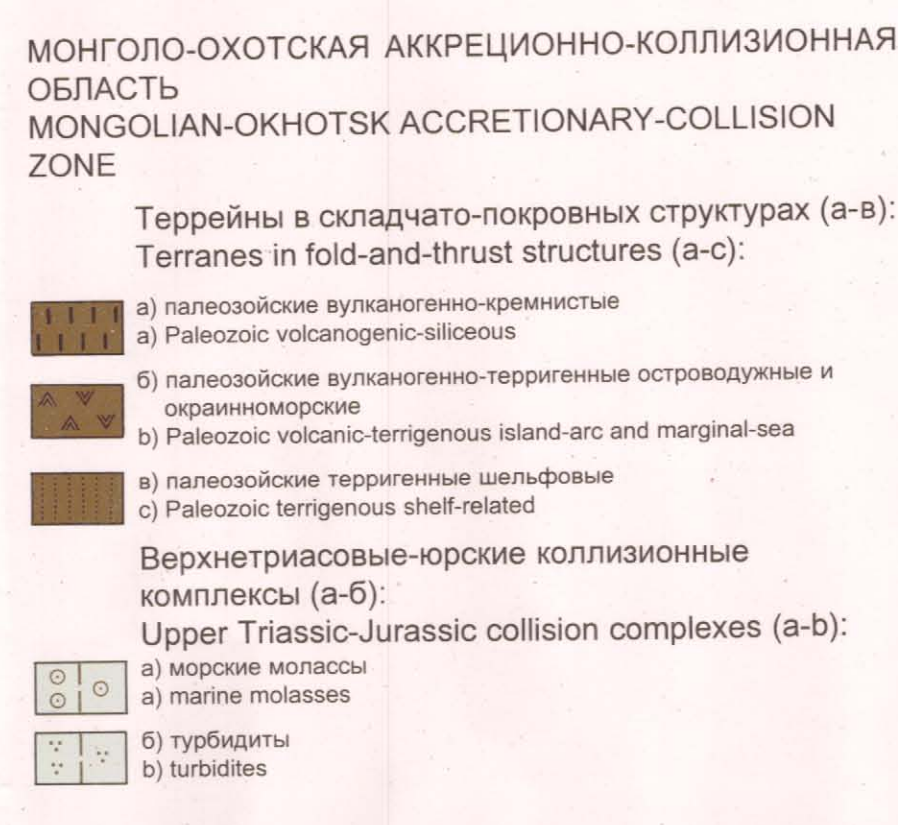 МОНГОЛО-ОХОТСКАЯ АККРЕЦИОННО-КОЛЛИЗИОННАЯ
ОБЛАСТЬ
MONGOLIAN-OKHOTSK ACCRETIONARY-COLLISION
ZONE
Террейны в складчато-покровных структурах (а-в):
Terranes in fold-and-thrust structures (a-c):
а) палеозойские вулканогенно-кремнистые
a) Paleozoic volcanogenic-siliceous
б) палеозойские вулканогенно-терригенные островодужные и
окраинноморские
b) Paleozoic volcanic-terrigenous island-arc and marginal-sea
в) палеозойские терригенные шельфовые
c) Paleozoic terrigenous shelf-related
Верхнетриасовые-юрские коллизионные
комплексы (а-б):
Upper Triassic-Jurassic collision complexes (a-b):
а) морские молассы
a) marine molasses
б) турбидиты
b) turbidites